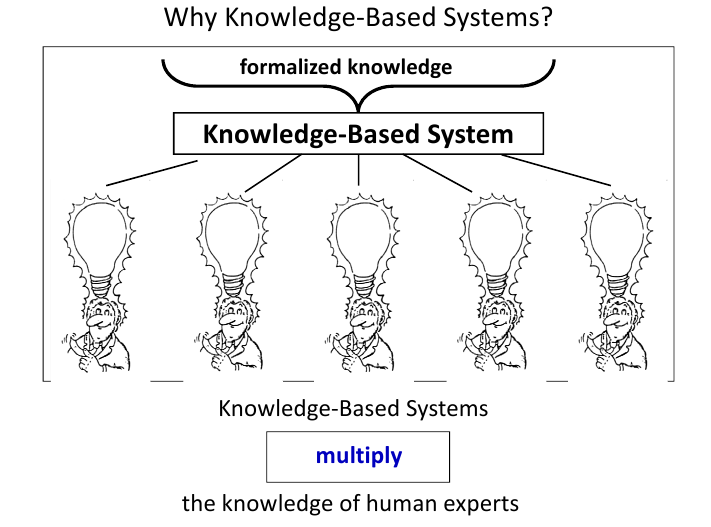 Why Knowledge-Based Systems?
formalized knowledge
Knowledge-Based System
Knowledge-Based Systems
multiply
the knowledge of human experts